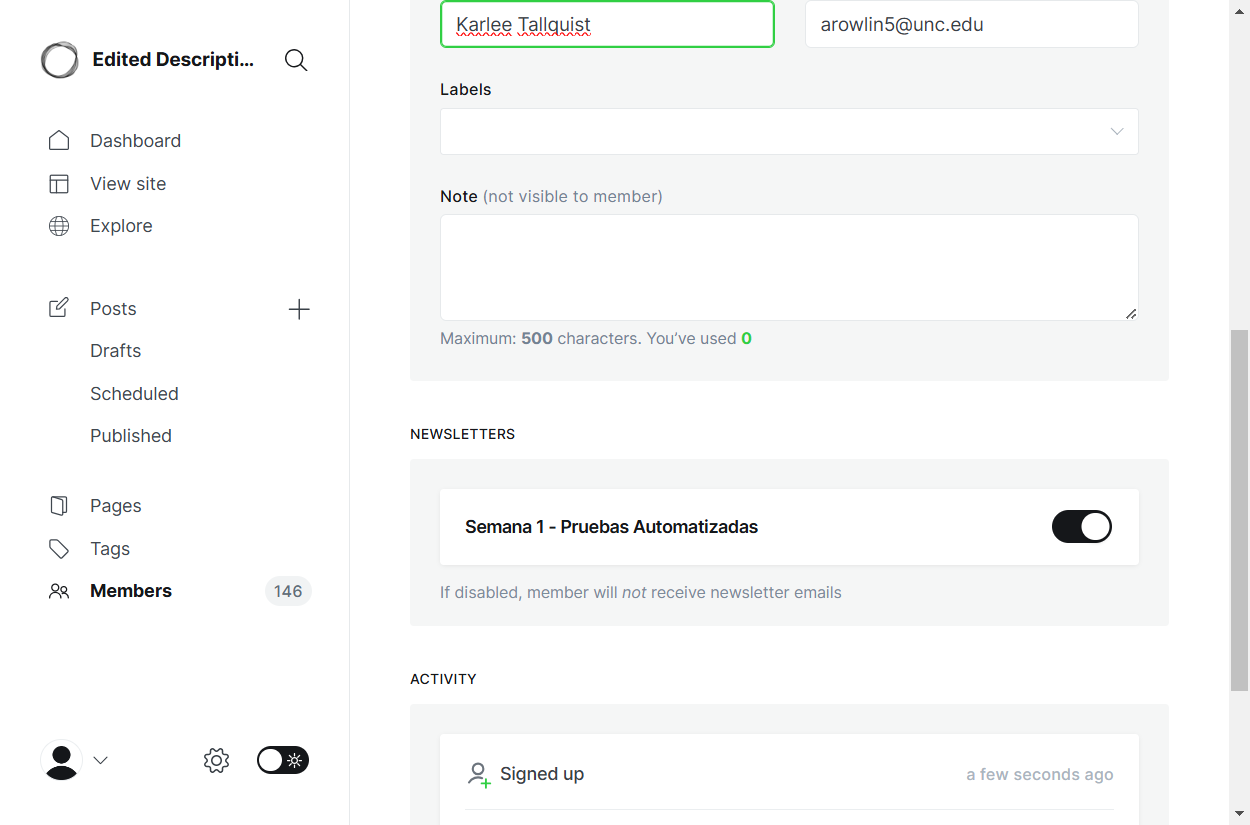 Edited Descripti...
Dashboard
View site
Explore
Posts
Drafts
Scheduled
Published
Pages
Tags
Members 146
Karlee Tallquist arowlin5@unc.edu
Labels
Note (not visible to member)
Maximum: 500 characters. You’ve used 0
NEWSLETTERS
Semana 1 - Pruebas Automatizadas
If disabled, member will not receive newsletter emails
ACTIVITY
Signed up a few seconds ago